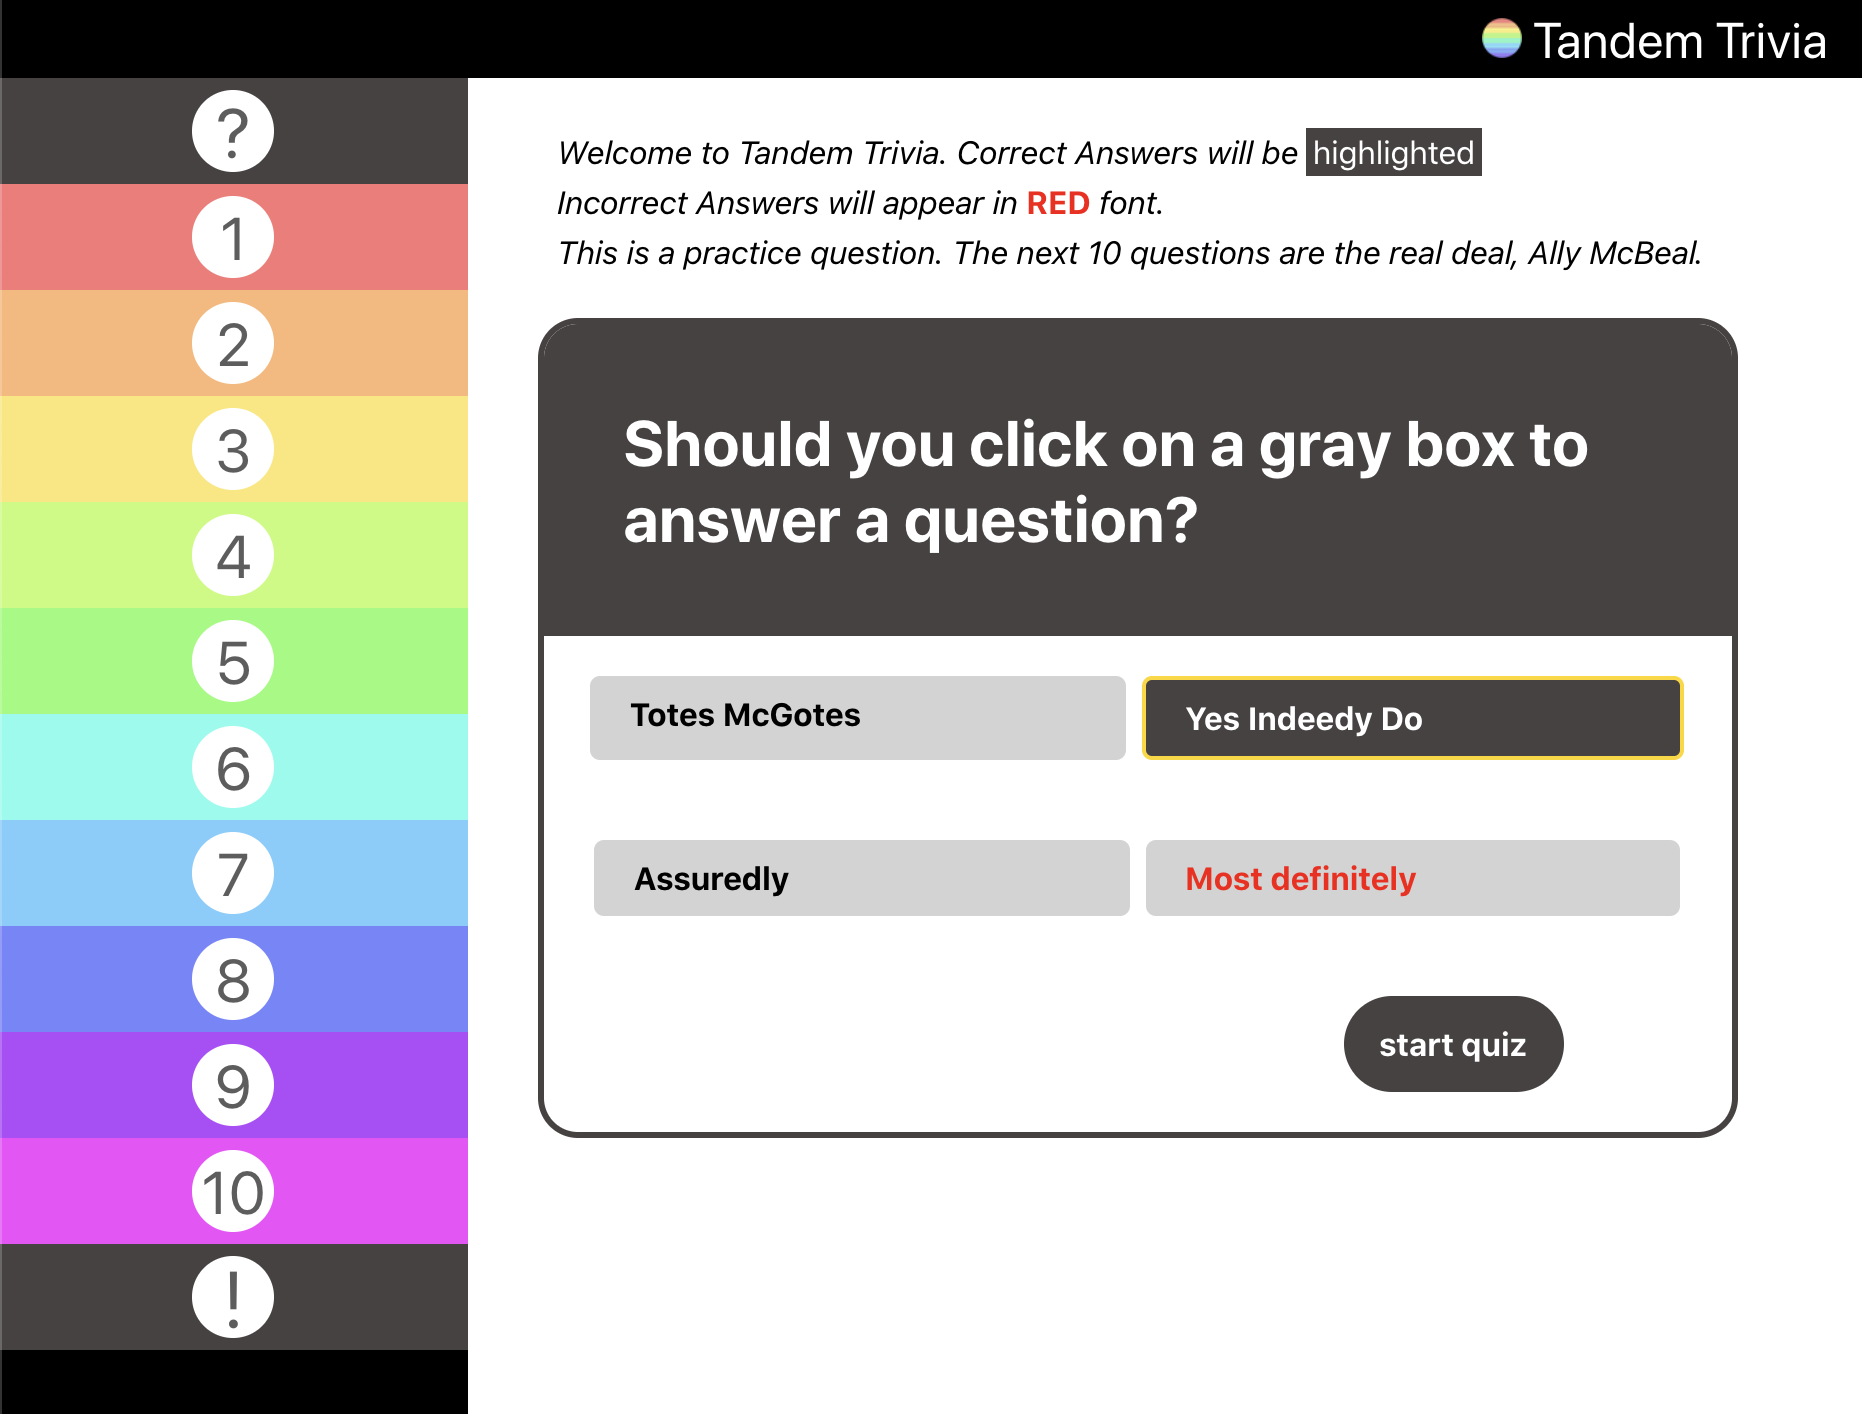 Tandem Trivia
?
1
2
3
4
5
6
7
8
9
10
!
Welcome to Tandem Trivia. Correct Answers will be highlighted
Incorrect Answers will appear in RED font.
This is a practice question. The next 10 questions are the real deal, Ally McBeal.
Should you click on a gray box to
answer a question?
Totes McGotes
Yes Indeedy Do
Assuredly
Most definitely
start quiz